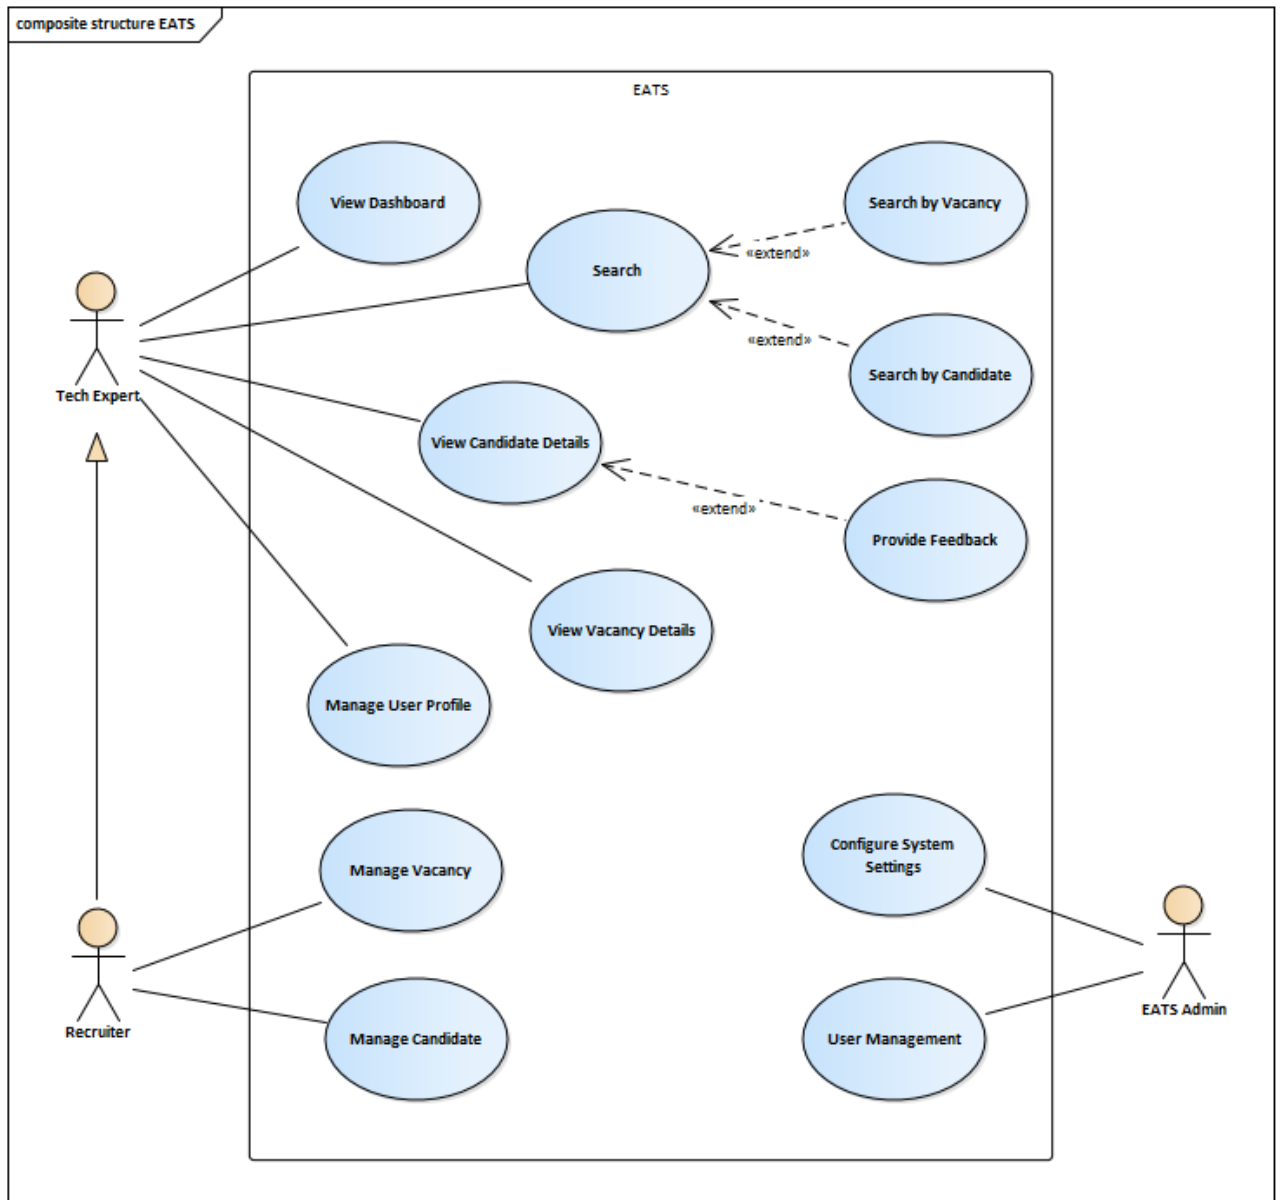 composite structure EATS
EATS
View Dashboard
Search by Vacancy
Search
«extend»
«extend»
Search by Candidate
Tech Expert
View Candidate Details
«extend»
Provide Feedback
View Vacancy Details
Manage User Profile
Configure System
Settings
Manage Vacancy
EATS Admin
Recruiter
Manage Candidate
User Management